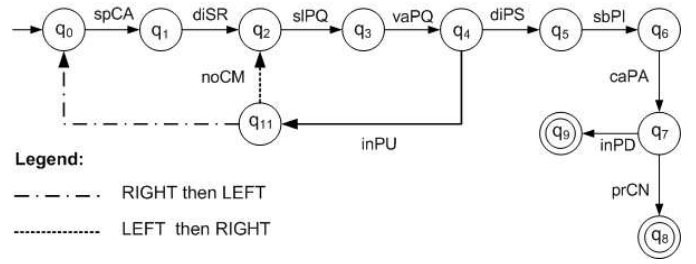 spCA diSR slPQ vaPQ diPS sbPI
q0 q1 q2 q3 q4 q5 q6
noCM caPA
q11 q9 q7
inPU inPD
Legend:
prCN
RIGHT then LEFT
LEFT then RIGHT
q8